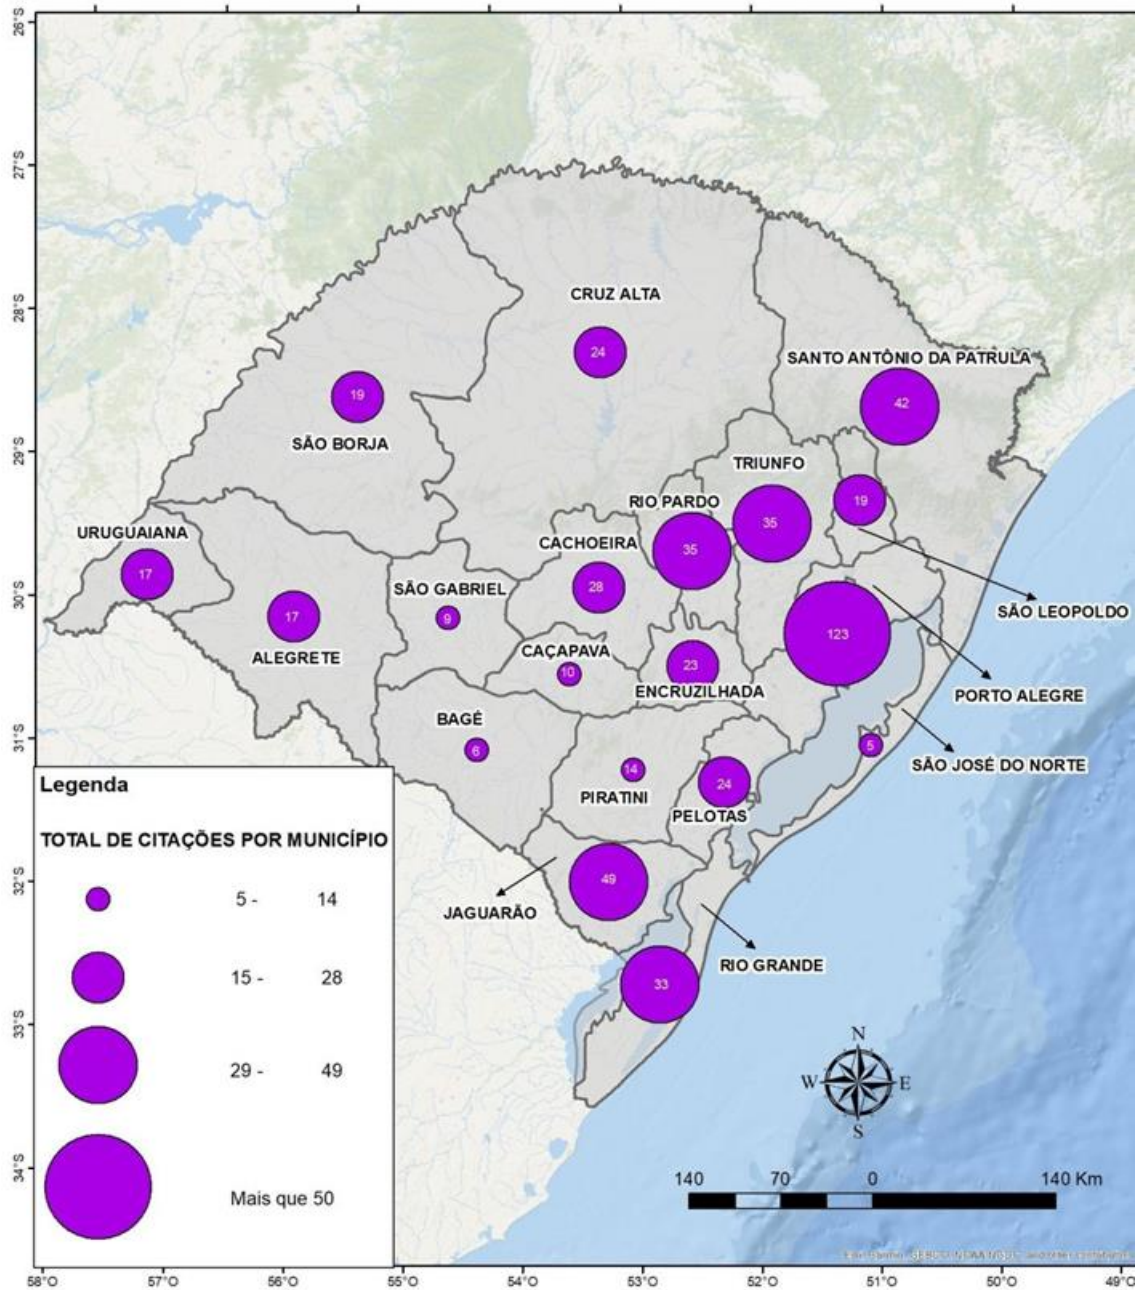 26°S
27°S
28°S
29°S
30°S
31°S
32°S
33°S
34°S
CRUZ ALTA
24
SANTO ANTÔNIO DA PATRULA
42
19
SÃO BORJA
TRIUNFO
35
19
SÃO LEOPOLDO
RIO PARDO
35
URUGUAIANA
17
CACHOEIRA
28
SÃO GABRIEL
9
17
ALEGRETE
123
PORTO ALEGRE
CAÇAPAVA
10
23
ENCRUZILHADA
BAGÉ
6
5
SÃO JOSÉ DO NORTE
14
PIRATINI
24
PELOTAS
49
JAGUARÃO
RIO GRANDE
33
Legenda
TOTAL DE CITAÇÕES POR MUNICÍPIO
5 - 14
15 - 28
29 - 49
Mais que 50
N
W E
S
140 70 0 140 Km
58°O 57°O 56°O 55°O 54°O 53°O 52°O 51°O 50°O 49°O